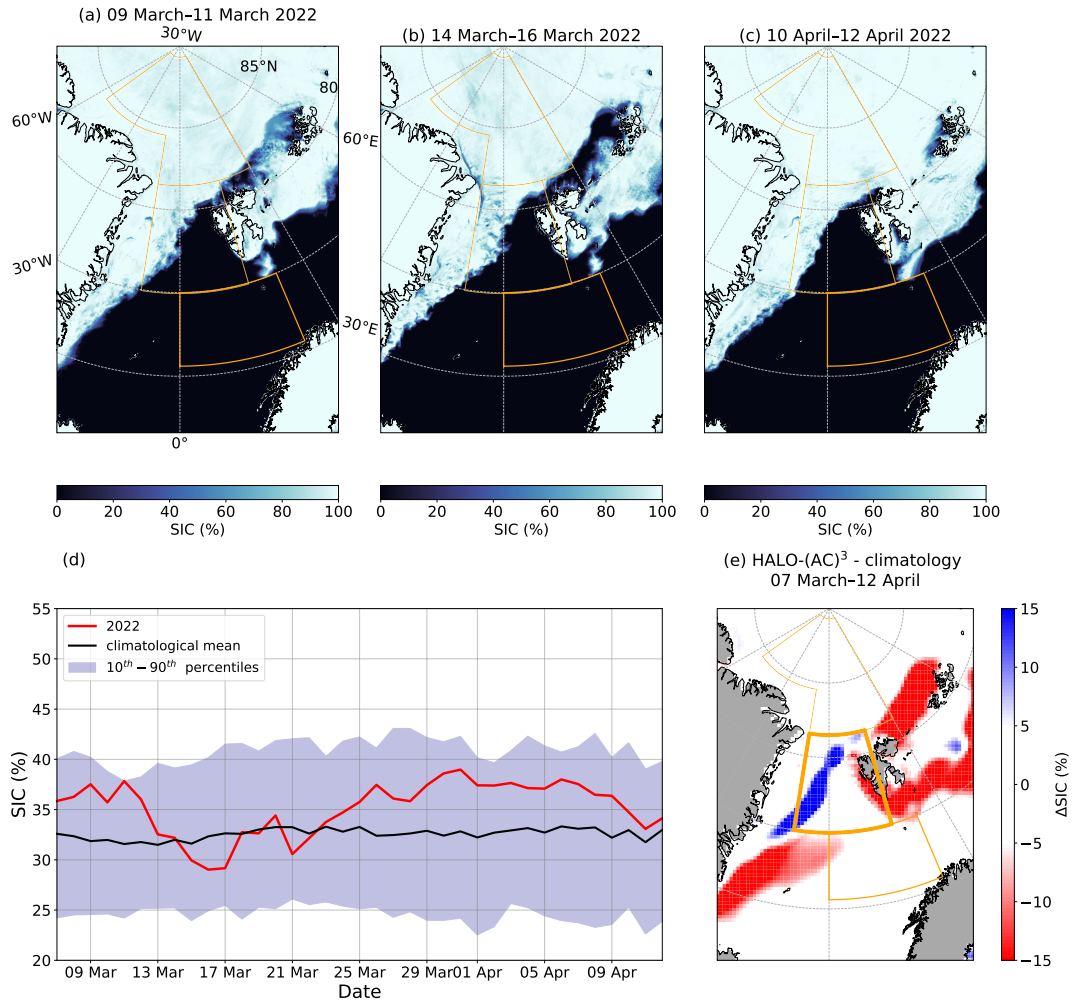 (a) 09 March–11 March 2022
30°W
(b) 14 March–16 March 2022
(c) 10 April–12 April 2022
85°N
80
60°W
60°E
30°W
30°E
0°
0 20 40 60 80 100
SIC (%)
0 20 40 60 80 100
SIC (%)
0 20 40 60 80 100
SIC (%)
(d)
(e) HALO-(AC)³ - climatology
07 March–12 April
2022
climatological mean
10ᵗʰ − 90ᵗʰ percentiles
SIC (%)
55
50
45
40
35
30
25
20
09 Mar 13 Mar 17 Mar 21 Mar 25 Mar 29 Mar 01 Apr 05 Apr 09 Apr
Date
15
10
5
0
−5
−10
−15
ΔSIC (%)